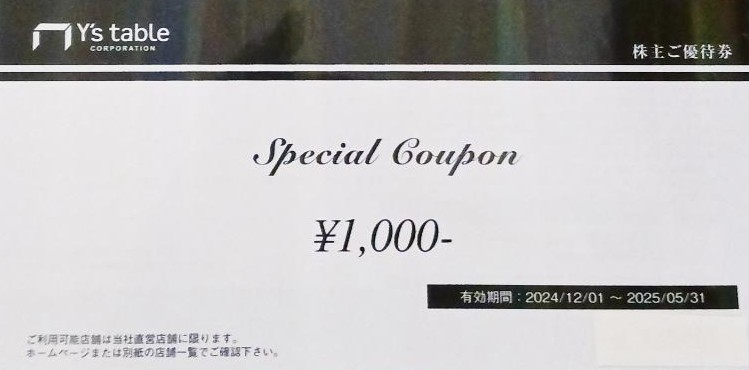 Y's table
CORPORATION
株主ご優待券
Special Coupon
¥1,000-
有効期間：2024/12/01 ～ 2025/05/31
ご利用可能店舗は当社直営店舗に限ります。
ホームページまたは別紙の店舗一覧でご確認下さい。